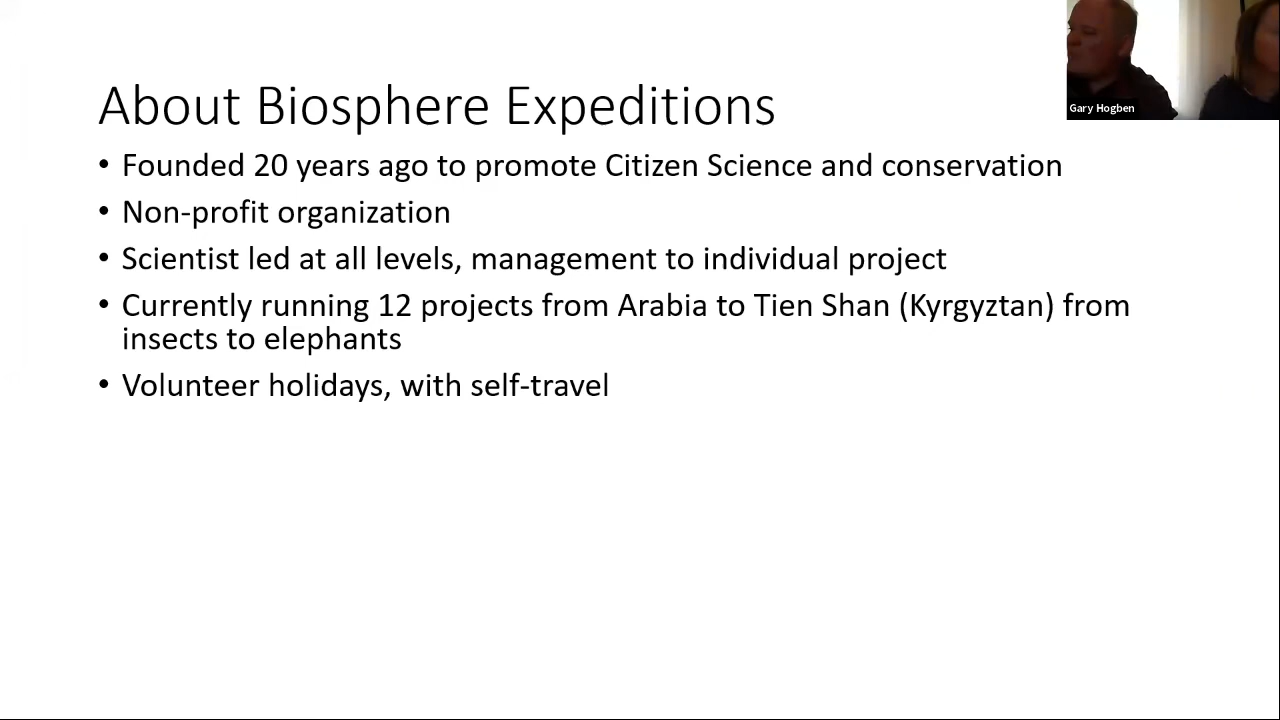 About Biosphere Expeditions
• Founded 20 years ago to promote Citizen Science and conservation
• Non-profit organization
• Scientist led at all levels, management to individual project
• Currently running 12 projects from Arabia to Tien Shan (Kyrgyztan) from
insects to elephants
• Volunteer holidays, with self-travel
Gary Hogben